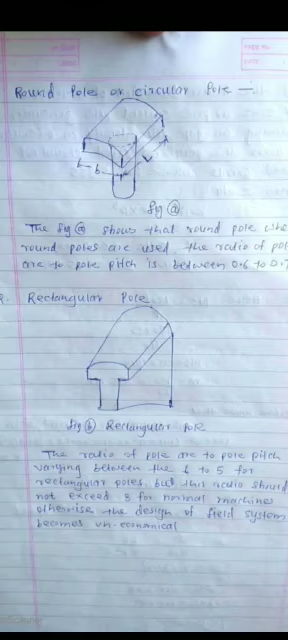 Round Poles or circular Pole —.
b
L
fig ⓐ
The fig ⓐ shows that round pole whe
round poles are used the ratio of pol
arc to pole pitch is between 0.6 to 0.7
Rectangular Pole
fig ⓑ Rectangular pole
The radio of pole arc to pole pitch
varying between the 1 to 5 for
rectangular poles but this ratio should
not exceed 3 for normal machines
otherwise the design of field system
becomes un-economical